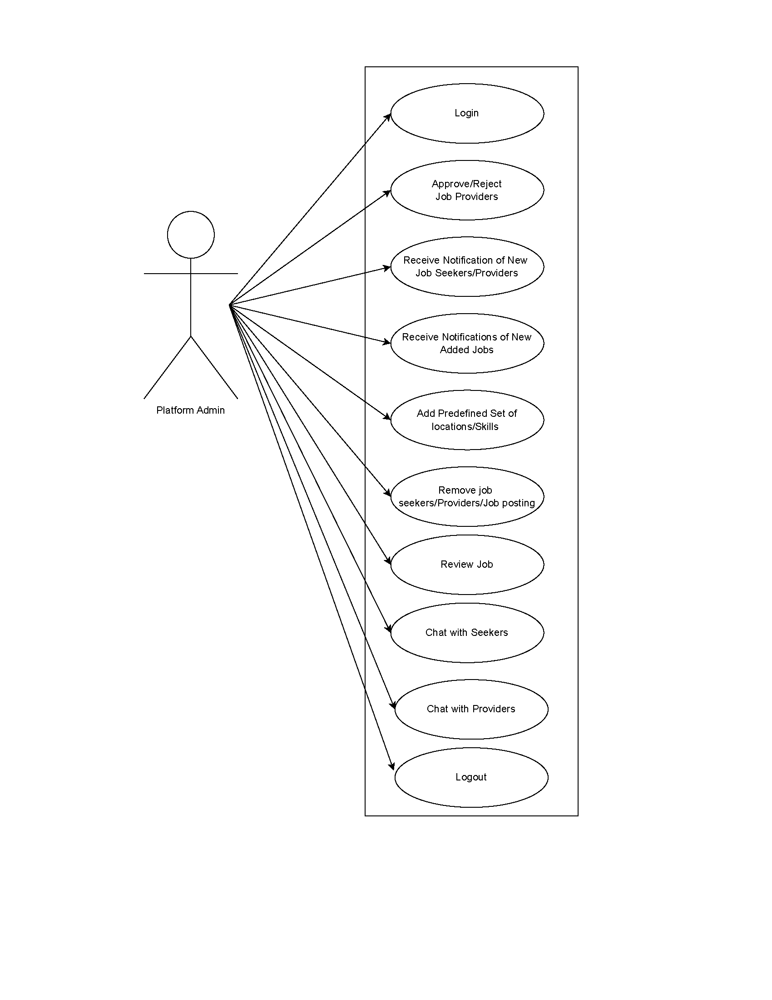 Login
Approve/Reject
Job Providers
Receive Notification of New
Job Seekers/Providers
Receive Notifications of New
Added Jobs
Platform Admin
Add Predefined Set of
locations/Skills
Remove job
seekers/Providers/Job posting
Review Job
Chat with Seekers
Chat with Providers
Logout